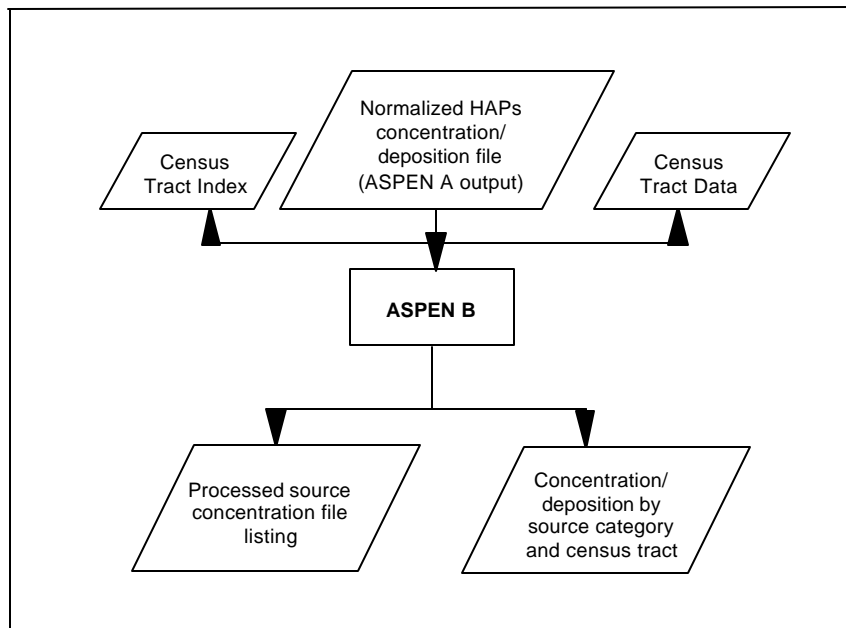 Normalized HAPs
concentration/
deposition file
(ASPEN A output)
Census
Tract Index
Census
Tract Data
ASPEN B
Processed source
concentration file
listing
Concentration/
deposition by
source category
and census tract